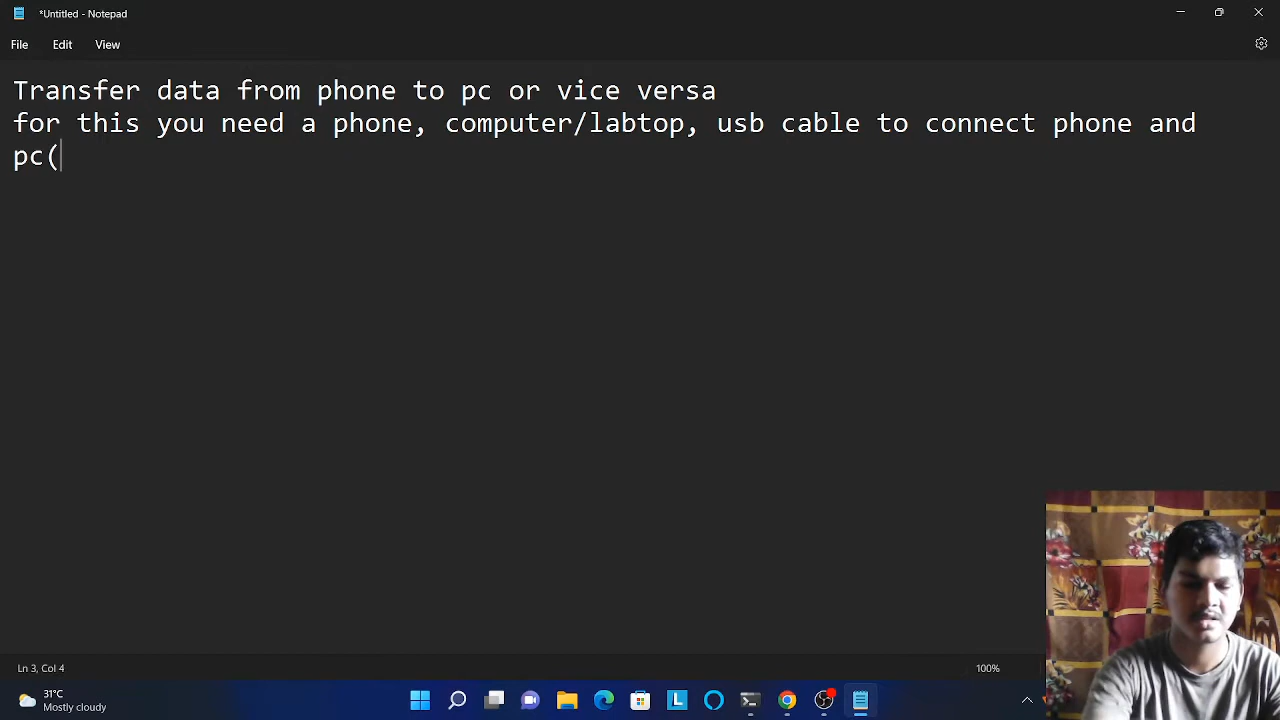 *Untitled - Notepad
File Edit View
Transfer data from phone to pc or vice versa
for this you need a phone, computer/labtop, usb cable to connect phone and
pc(
Ln 3, Col 4
100%
31°C
Mostly cloudy